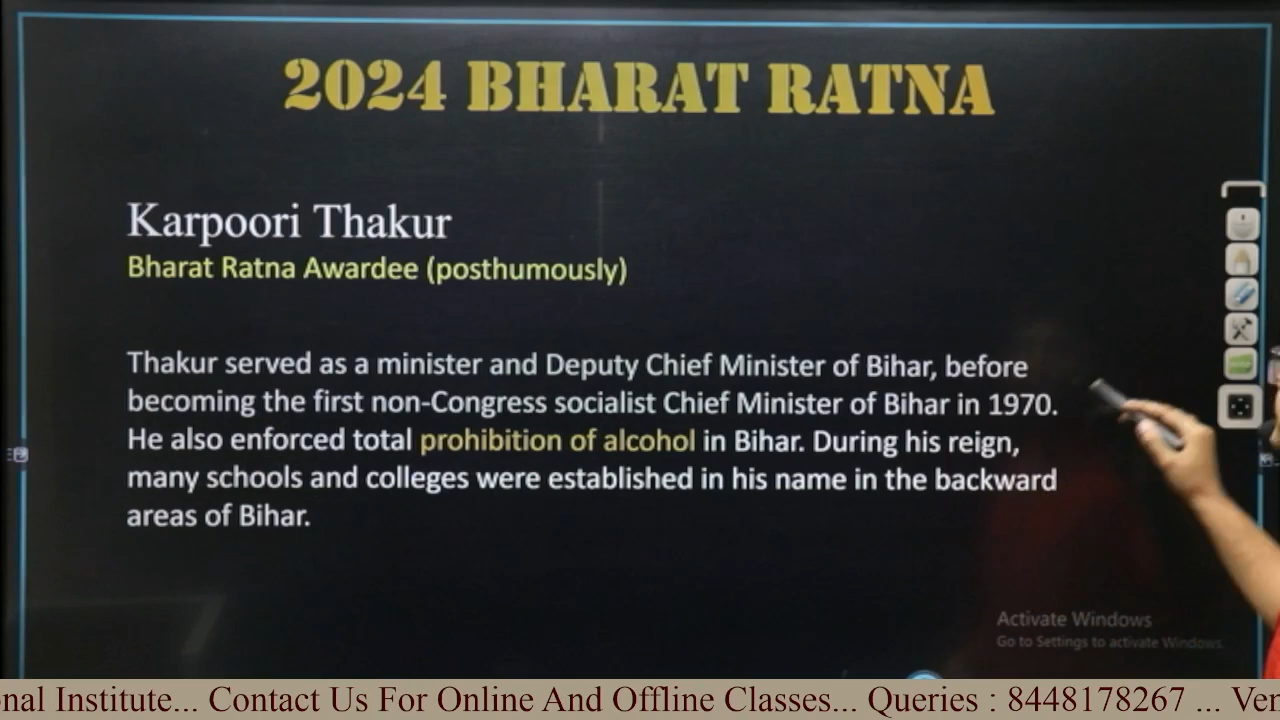 2024 BHARAT RATNA
Karpoori Thakur
Bharat Ratna Awardee (posthumously)
Thakur served as a minister and Deputy Chief Minister of Bihar, before
becoming the first non-Congress socialist Chief Minister of Bihar in 1970.
He also enforced total prohibition of alcohol in Bihar. During his reign,
many schools and colleges were established in his name in the backward
areas of Bihar.
Activate Windows
Go to Settings to activate Windows.
nal Institute... Contact Us For Online And Offline Classes... Queries : 8448178267 ... Ven